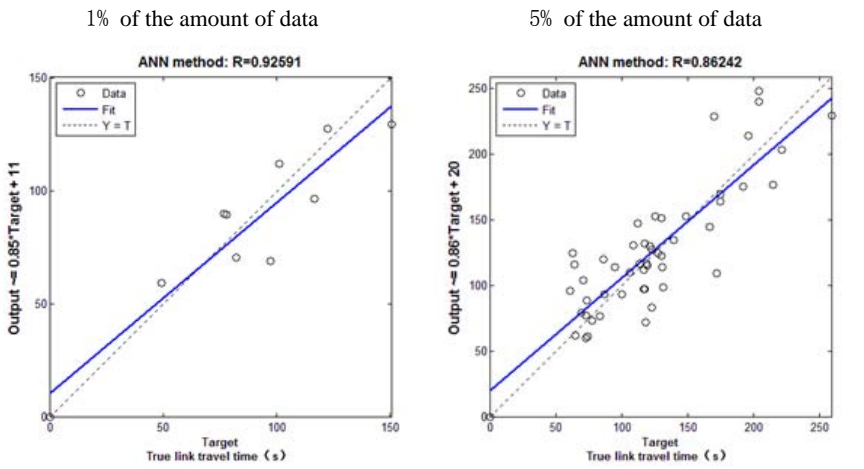 1% of the amount of data
ANN method: R=0.92591
Data
Fit
Y = T
150
100
50
0
0
50
100
150
Output ~= 0.85*Target + 11
Target
True link travel time (s)
5% of the amount of data
ANN method: R=0.86242
Data
Fit
Y = T
250
200
150
100
50
0
0
50
100
150
200
250
Output ~= 0.86*Target + 20
Target
True link travel time (s)